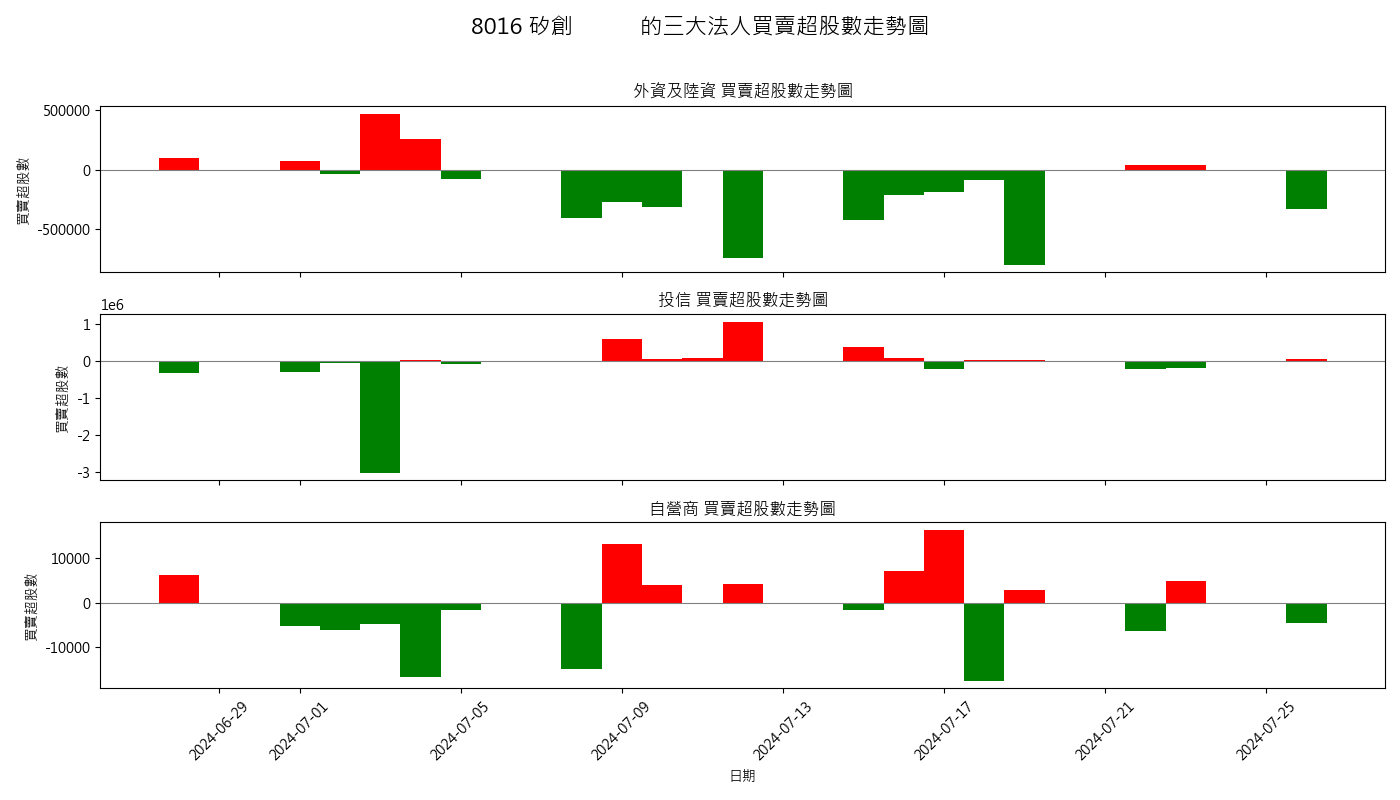 8016 矽創 的三大法人買賣超股數走勢圖
外資及陸資 買賣超股數走勢圖
買賣超股數
500000
0
-500000
投信 買賣超股數走勢圖
1e6
買賣超股數
1
0
-1
-2
-3
自營商 買賣超股數走勢圖
買賣超股數
10000
0
-10000
2024-06-29
2024-07-01
2024-07-05
2024-07-09
2024-07-13
2024-07-17
2024-07-21
2024-07-25
日期